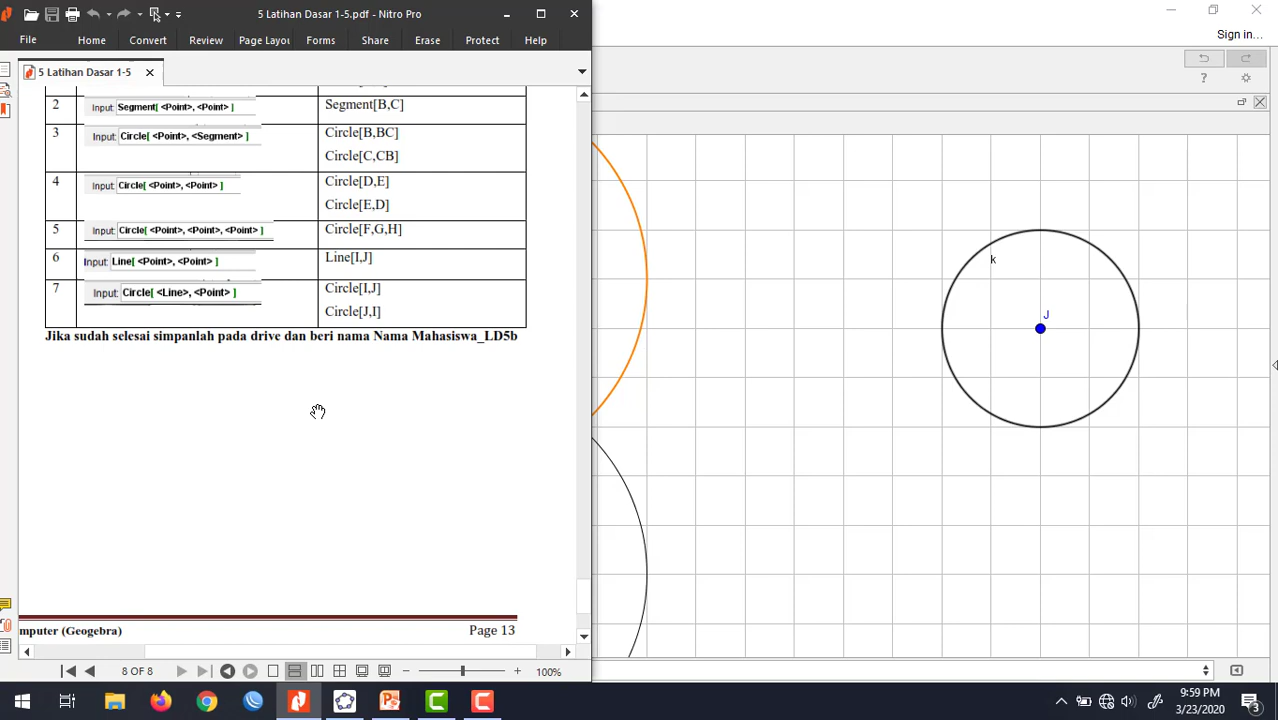 5 Latihan Dasar 1-5.pdf - Nitro Pro
File Home Convert Review Page Layou Forms Share Erase Protect Help
Sign in...
5 Latihan Dasar 1-5
2 Input: Segment[ <Point>, <Point> ] Segment[B,C]
3 Input: Circle[ <Point>, <Segment> ] Circle[B,BC]
Circle[C,CB]
4 Input: Circle[ <Point>, <Point> ] Circle[D,E]
Circle[E,D]
5 Input: Circle[ <Point>, <Point>, <Point> ] Circle[F,G,H]
6 Input: Line[ <Point>, <Point> ] Line[I,J]
7 Input: Circle[ <Line>, <Point> ] Circle[I,J]
Circle[J,I]
Jika sudah selesai simpanlah pada drive dan beri nama Nama Mahasiswa_LD5b
k
J
mputer (Geogebra) Page 13
8 OF 8
100%
9:59 PM
3/23/2020
3